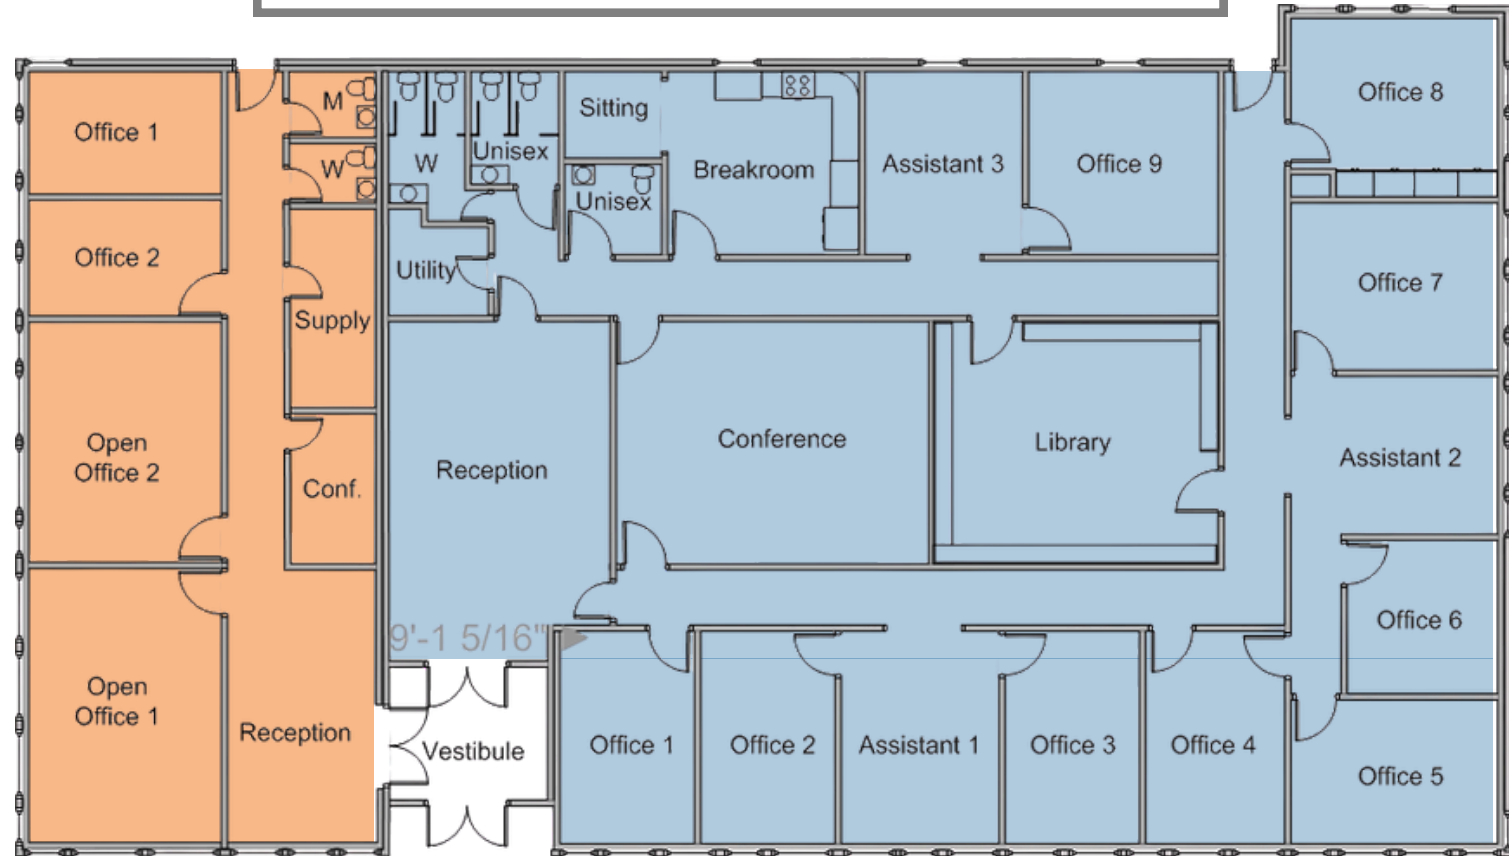 Office 8
M
Office 1
Sitting
Unisex
W
W
Breakroom
Assistant 3
Office 9
Unisex
Office 2
Utility
Office 7
Supply
Conference
Library
Open
Office 2
Reception
Assistant 2
Conf.
Office 6
9'-1 5/16"
Open
Office 1
Reception
Vestibule
Office 1
Office 2
Assistant 1
Office 3
Office 4
Office 5